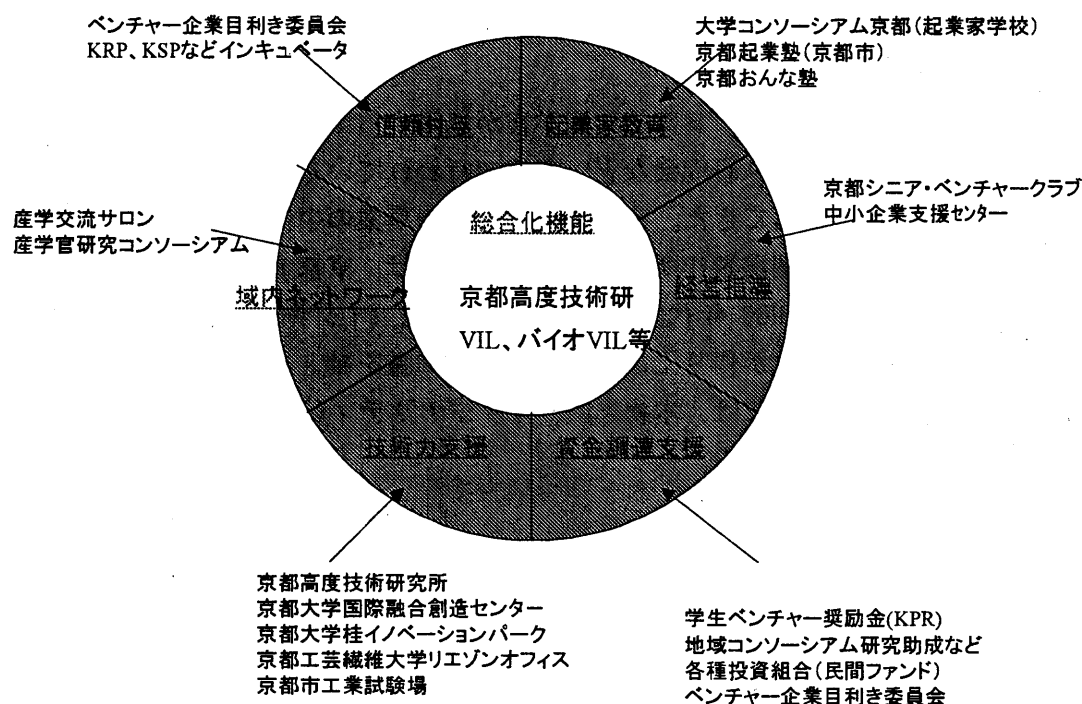 ベンチャー企業目利き委員会
KRP、KSPなどインキュベータ
大学コンソーシアム京都（起業家学校）
京都起業塾（京都市）
京都おんな塾
起業家教育
京都シニア・ベンチャークラブ
中小企業支援センター
産学交流サロン
産学官研究コンソーシアム
総合化機能
域内ネットワーク
京都高度技術研
VIL、バイオVIL等
経営指導
技術力支援
資金調達支援
京都高度技術研究所
京都大学国際融合創造センター
京都大学桂イノベーションパーク
京都工芸繊維大学リエゾンオフィス
京都市工業試験場
学生ベンチャー奨励金(KPR)
地域コンソーシアム研究助成など
各種投資組合（民間ファンド）
ベンチャー企業目利き委員会